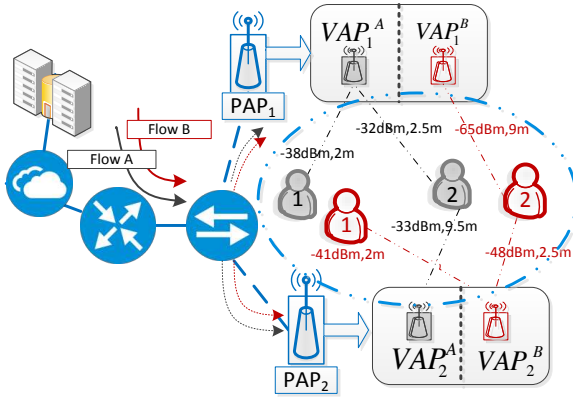 VAP₁ᴬ
VAP₁ᴮ
PAP₁
Flow B
Flow A
-32dBm,2.5m
-65dBm,9m
-38dBm,2m
1
2
2
1
-33dBm,9.5m
-41dBm,2m
-48dBm,2.5m
PAP₂
VAP₂ᴬ
VAP₂ᴮ